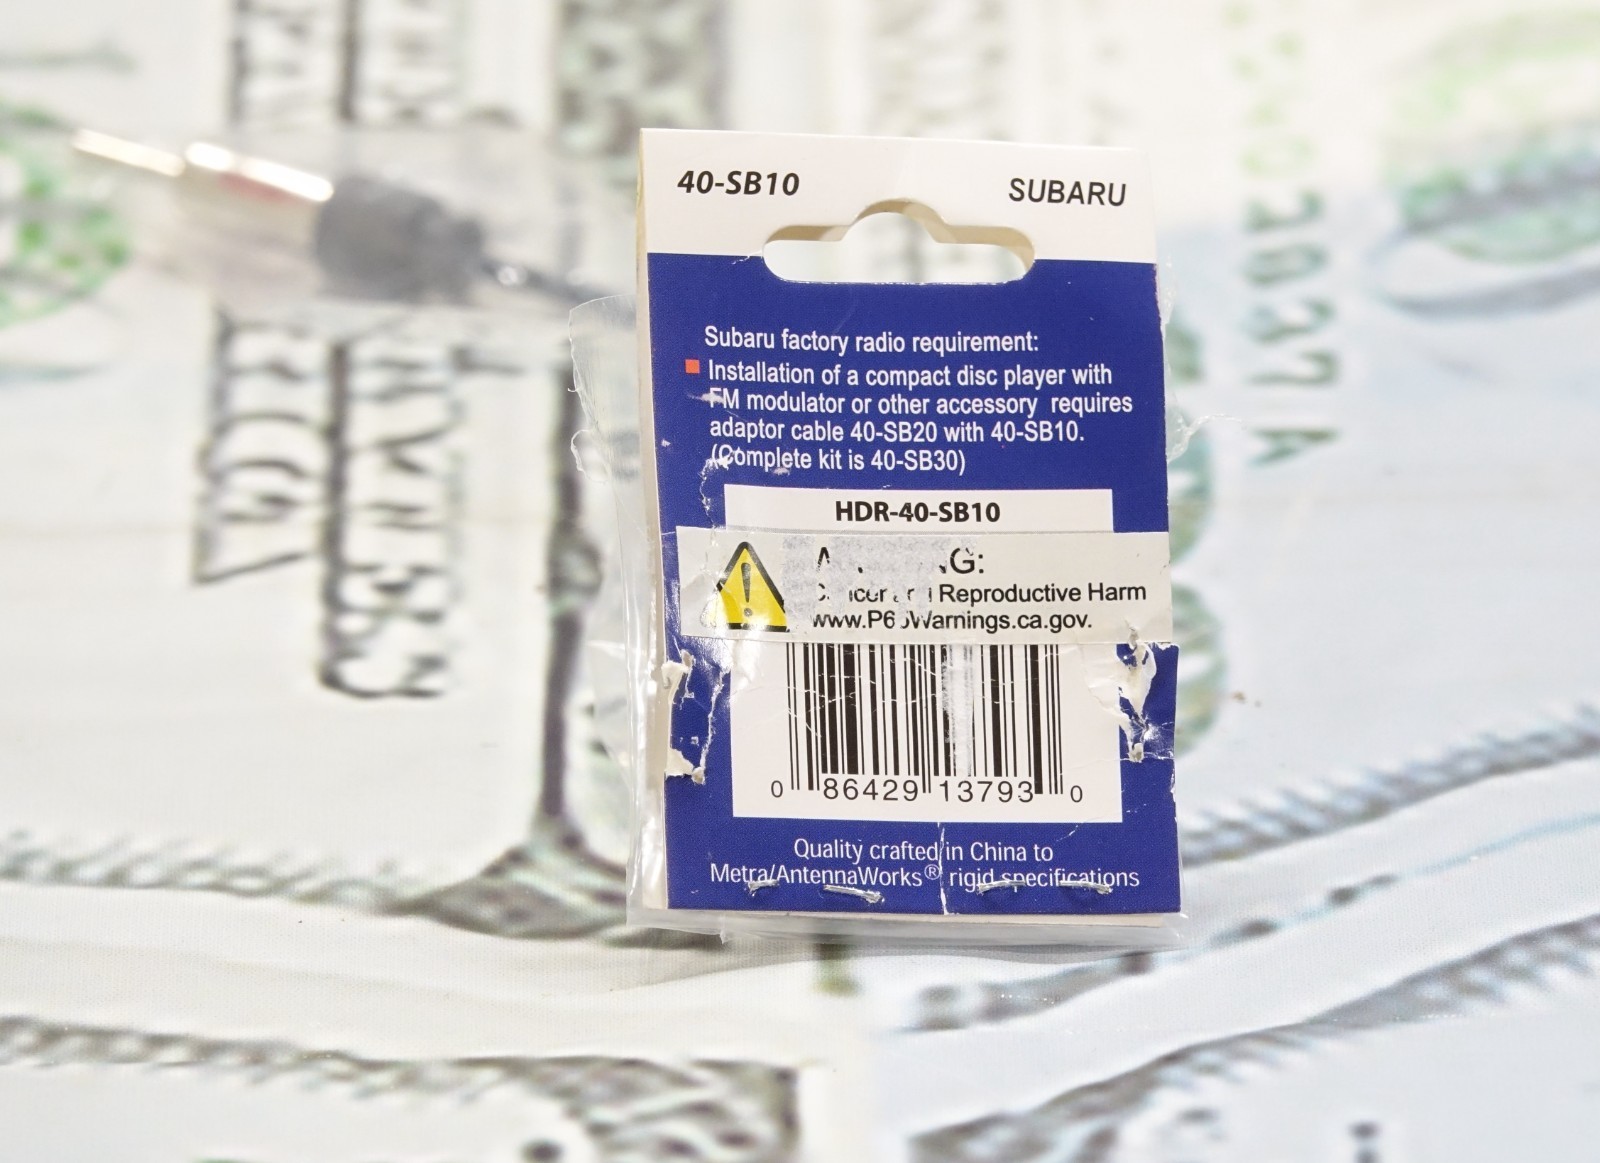 40-SB10
SUBARU
Subaru factory radio requirement:
Installation of a compact disc player with
FM modulator or other accessory requires
adaptor cable 40-SB20 with 40-SB10.
(Complete kit is 40-SB30)
HDR-40-SB10
Reproductive Harm
www.P65Warnings.ca.gov.
0 86429 13793 0
Quality crafted in China to
Metra/AntennaWorks® rigid specifications